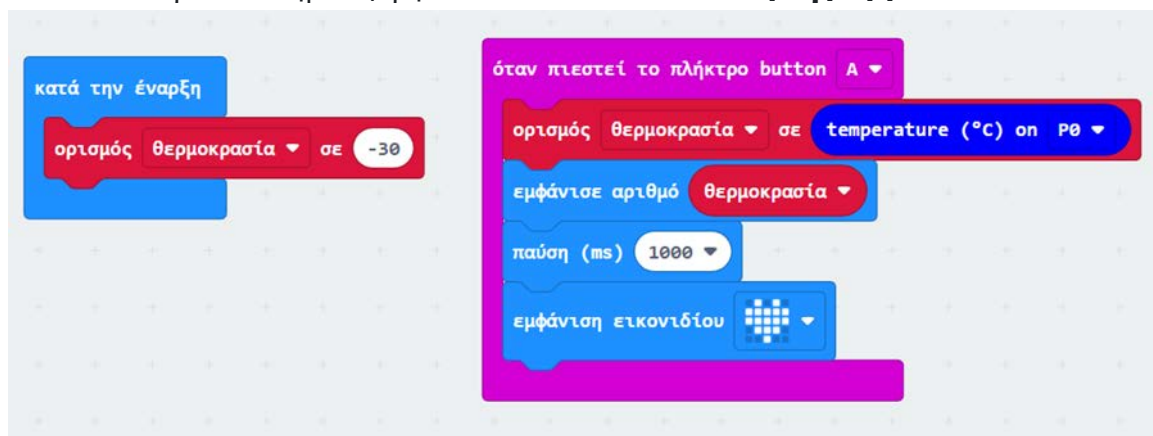 κατά την έναρξη
ορισμός θερμοκρασία σε -30
όταν πιεστεί το πλήκτρο button A
ορισμός θερμοκρασία σε temperature (°C) on P0
εμφάνισε αριθμό θερμοκρασία
παύση (ms) 1000
εμφάνιση εικονιδίου